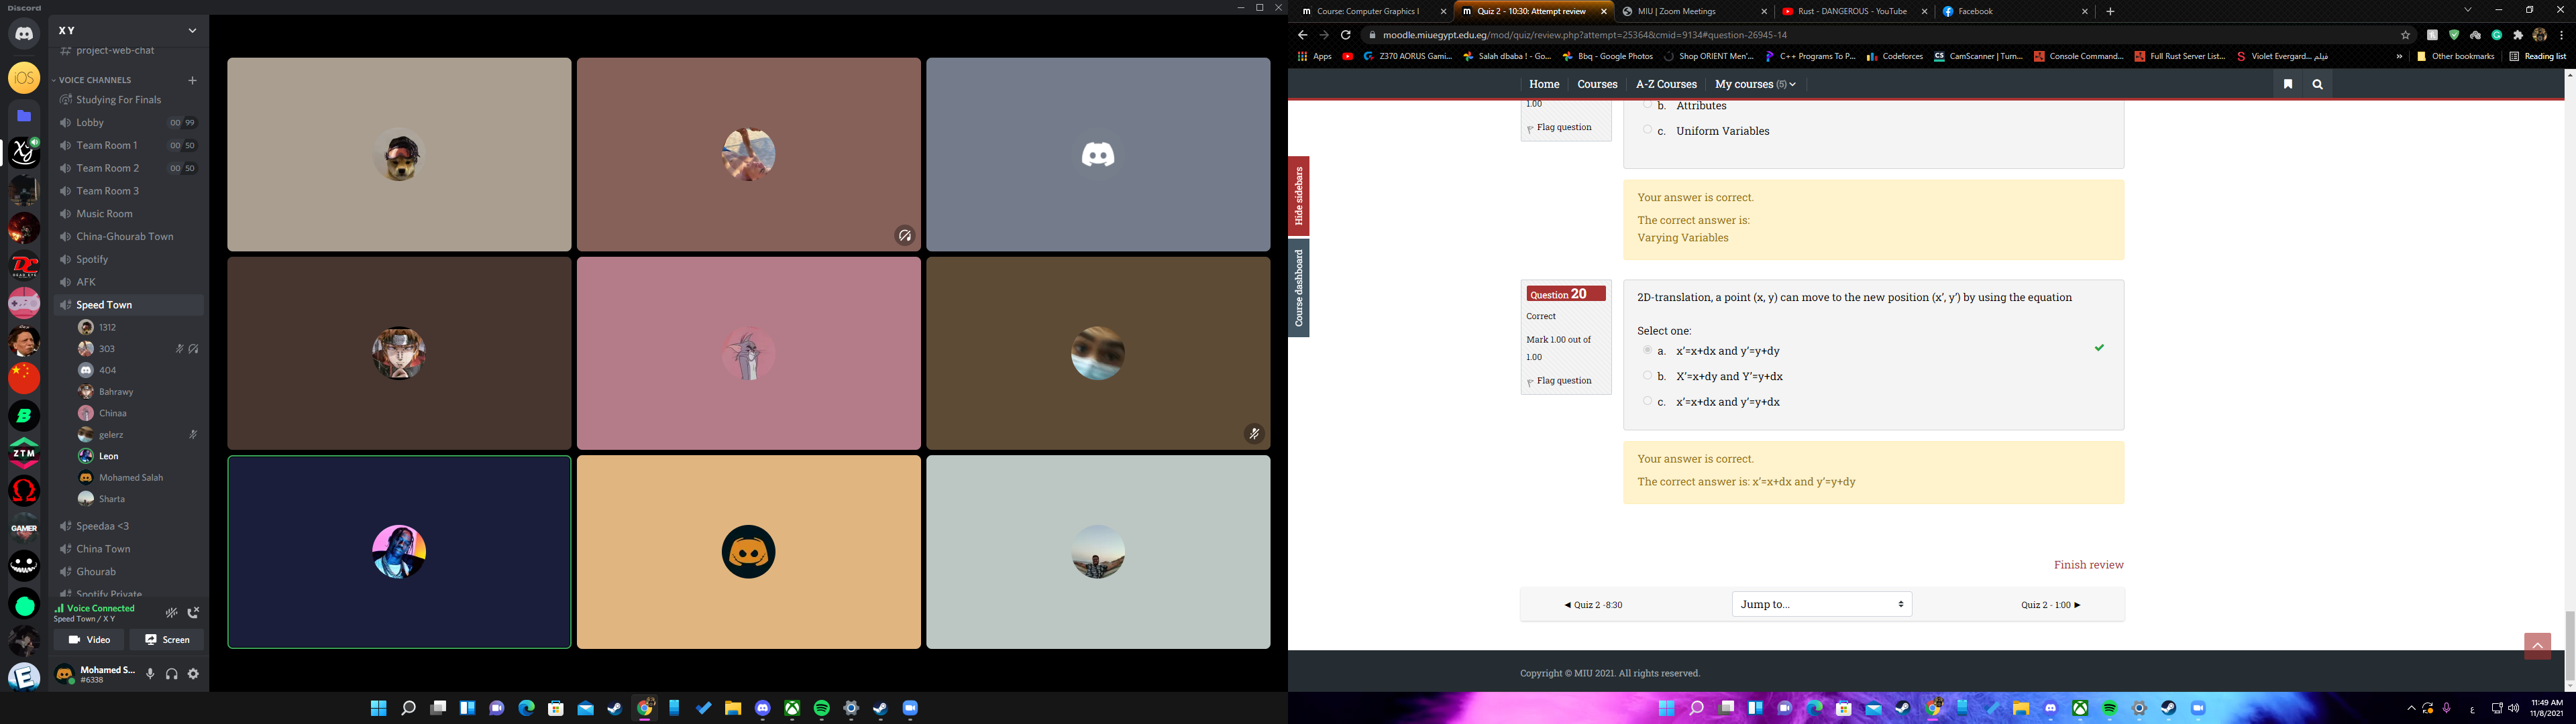 Discord
X Y
project-web-chat
VOICE CHANNELS
Studying For Finals
Lobby 00 99
Team Room 1 00 50
Team Room 2 00 50
Team Room 3
Music Room
China-Ghourab Town
Spotify
AFK
Speed Town
1312
303
404
Bahrawy
Chinaa
gelerz
Leon
Mohamed Salah
Sharta
Speedaa <3
China Town
Ghourab
Spotify Private
Voice Connected
Speed Town / X Y
Video
Screen
Mohamed S...
#6338
iOS
ZTM
GAMER
Course: Computer Graphics I
Quiz 2 - 10:30: Attempt review
MIU | Zoom Meetings
Rust - DANGEROUS - YouTube
Facebook
moodle.miuegypt.edu.eg/mod/quiz/review.php?attempt=25364&cmid=9134#question-26945-14
Apps
Z370 AORUS Gami...
Salah dbaba ! - Go...
Bbq - Google Photos
Shop ORIENT Men'...
C++ Programs To P...
Codeforces
CamScanner | Turn...
Console Command...
Full Rust Server List...
Violet Evergard... فيلم
Other bookmarks
Reading list
Home
Courses
A-Z Courses
My courses (5)
Hide sidebars
Course dashboard
1.00
Flag question
b. Attributes
c. Uniform Variables
Your answer is correct.
The correct answer is:
Varying Variables
Question 20
Correct
Mark 1.00 out of
1.00
Flag question
2D-translation, a point (x, y) can move to the new position (x’, y’) by using the equation
Select one:
a. x’=x+dx and y’=y+dy
b. X’=x+dy and Y’=y+dx
c. x’=x+dx and y’=y+dx
Your answer is correct.
The correct answer is: x’=x+dx and y’=y+dy
Finish review
◄ Quiz 2 -8:30
Jump to...
Quiz 2 - 1:00 ►
Copyright © MIU 2021. All rights reserved.
ع
11:49 AM
11/8/2021